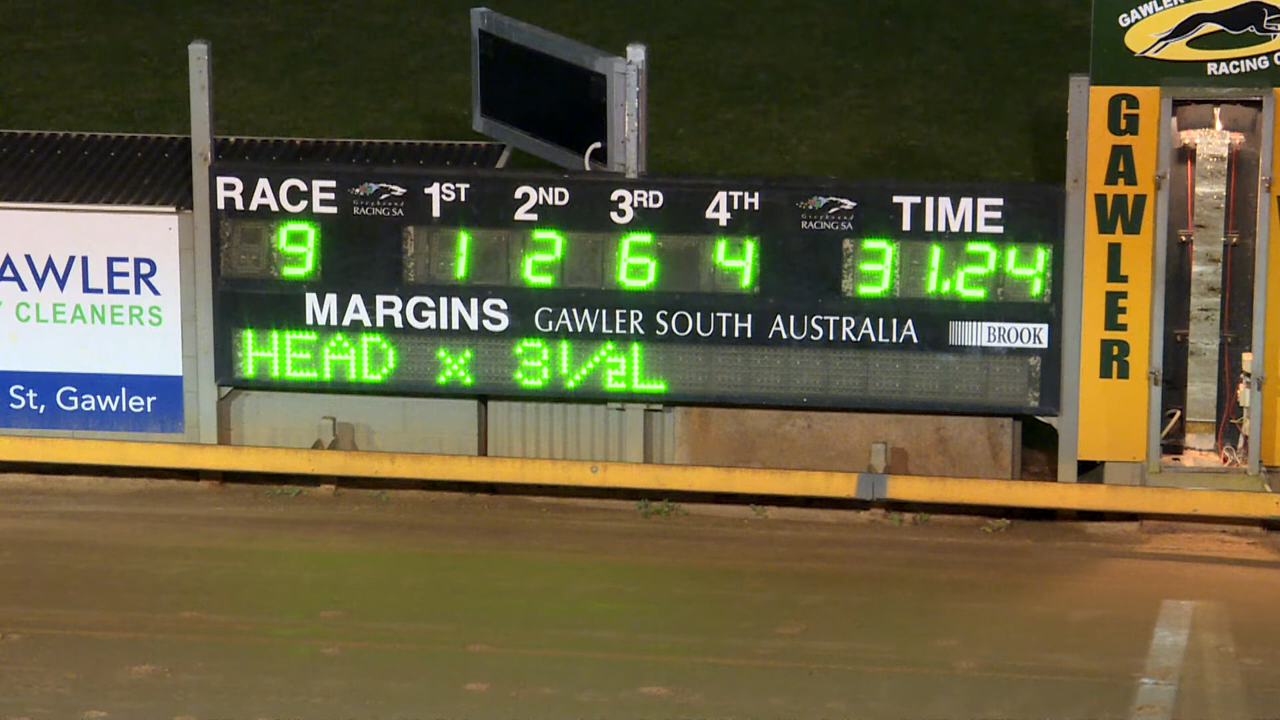 GAWLER
RACING
GAWLER
RACE
Greyhound
RACING SA
1ST
2ND
3RD
4TH
Greyhound
RACING SA
TIME
9
1
2
6
4
31.24
MARGINS
GAWLER SOUTH AUSTRALIA
BROOK
HEAD x 3½L
AWLER
CLEANERS
St, Gawler